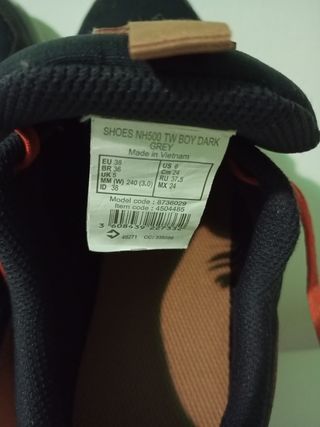 SHOES NH500 TW BOY DARK
GREY
Made in Vietnam
EU 38
BR 36
UK 5
MM (W) 240 (3.0)
ID 38
US 6
CN 24
RU 37.5
MX 24
Model code : 8736029
Item code : 4504485